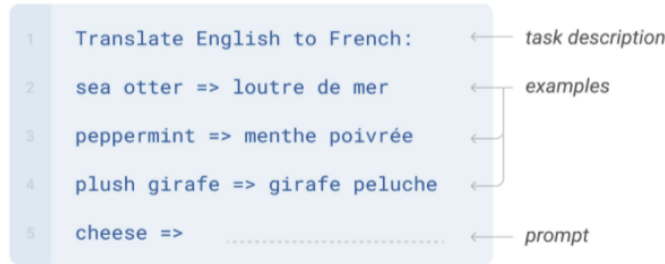 1 Translate English to French: task description
2 sea otter => loutre de mer examples
3 peppermint => menthe poivrée
4 plush girafe => girafe peluche
5 cheese => prompt